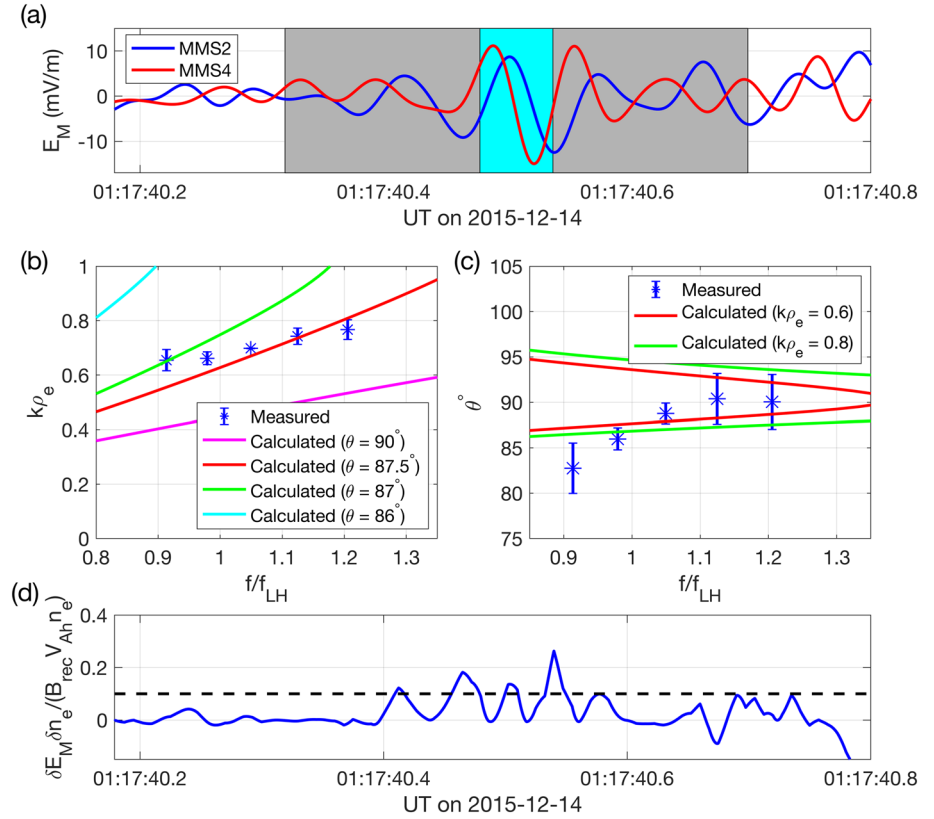 (a)
E_M (mV/m)
10
0
-10
MMS2
MMS4
01:17:40.2 01:17:40.4 01:17:40.6 01:17:40.8
UT on 2015-12-14
(b)
kρ_e
1
0.8
0.6
0.4
0.2
0
Measured
Calculated (θ = 90°)
Calculated (θ = 87.5°)
Calculated (θ = 87°)
Calculated (θ = 86°)
0.8 0.9 1 1.1 1.2 1.3
f/f_LH
(c)
θ°
105
100
95
90
85
80
75
Measured
Calculated (kρ_e = 0.6)
Calculated (kρ_e = 0.8)
0.9 1 1.1 1.2 1.3
f/f_LH
(d)
δE_Mδn_e/(B_rec V_Ah n_e)
0.4
0.2
0
01:17:40.2 01:17:40.4 01:17:40.6 01:17:40.8
UT on 2015-12-14